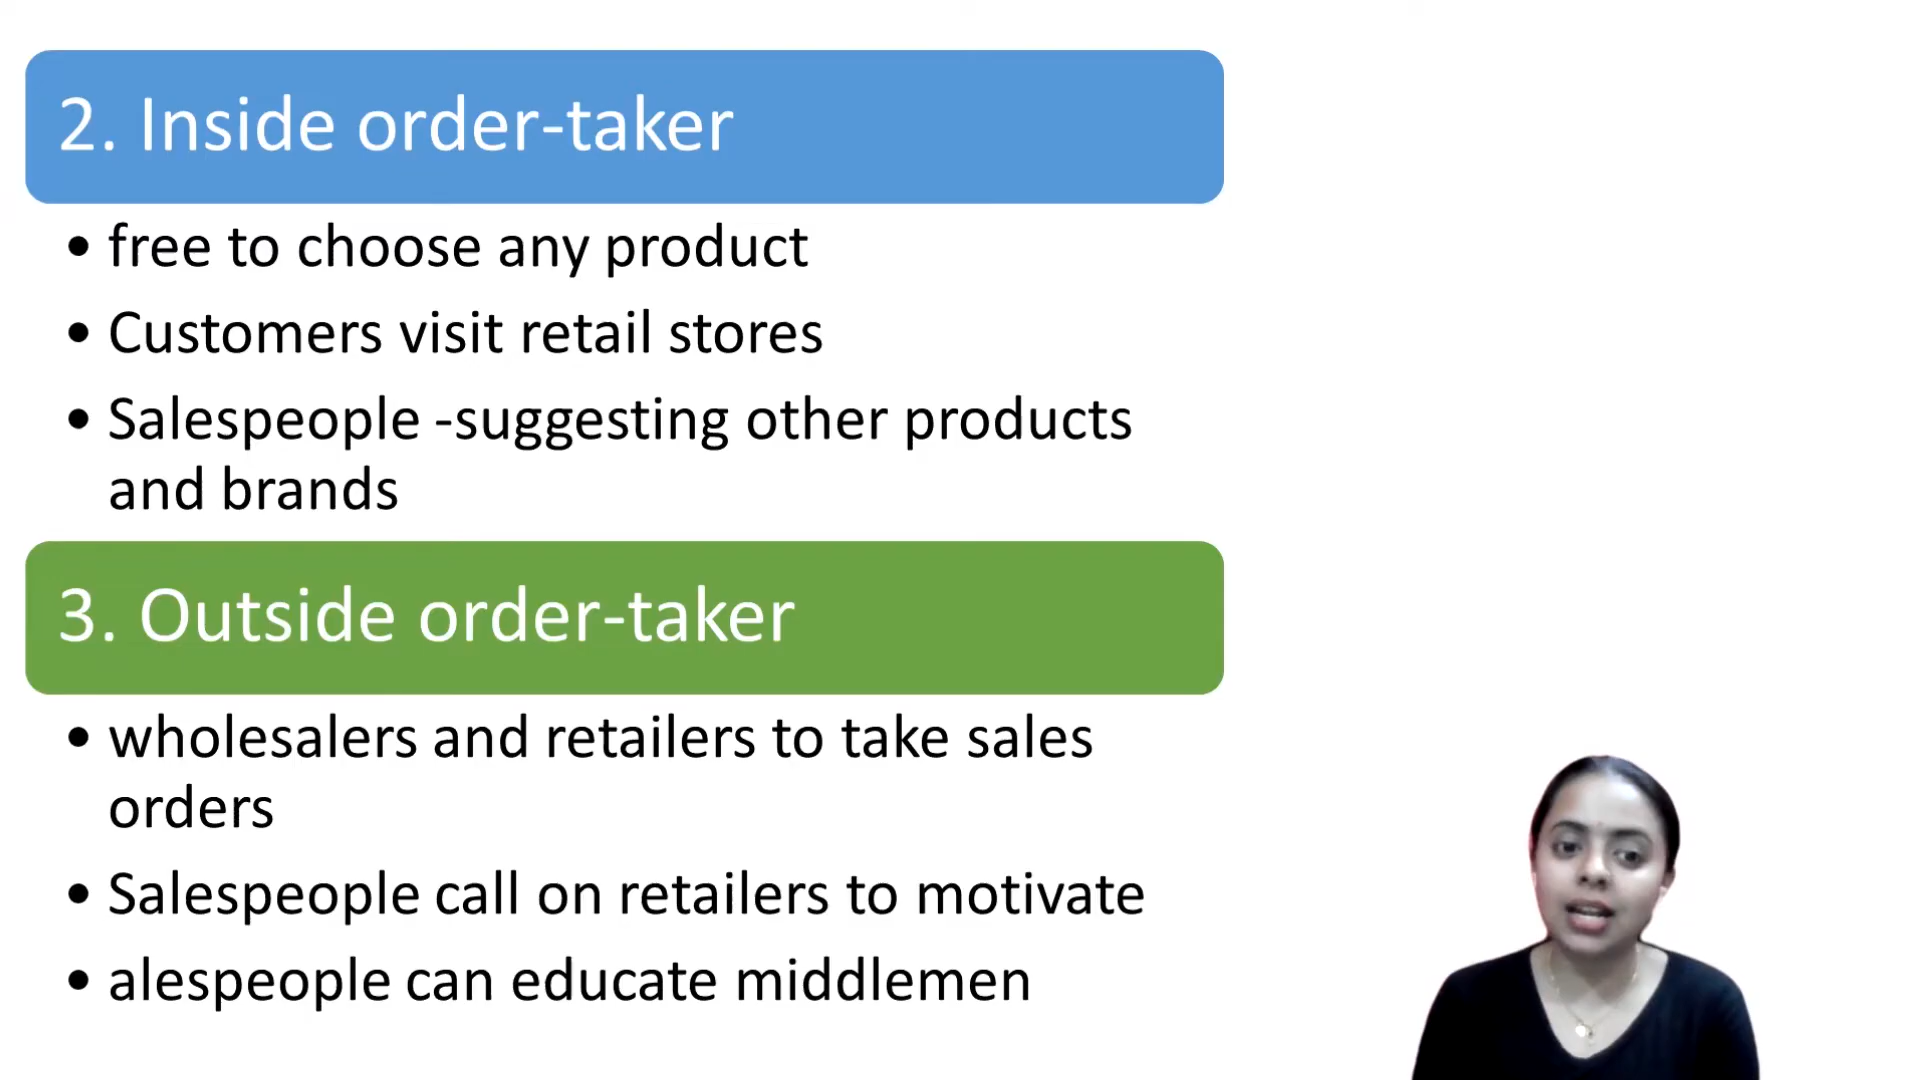 2. Inside order-taker
• free to choose any product
• Customers visit retail stores
• Salespeople -suggesting other products
and brands
3. Outside order-taker
• wholesalers and retailers to take sales
orders
• Salespeople call on retailers to motivate
• alespeople can educate middlemen